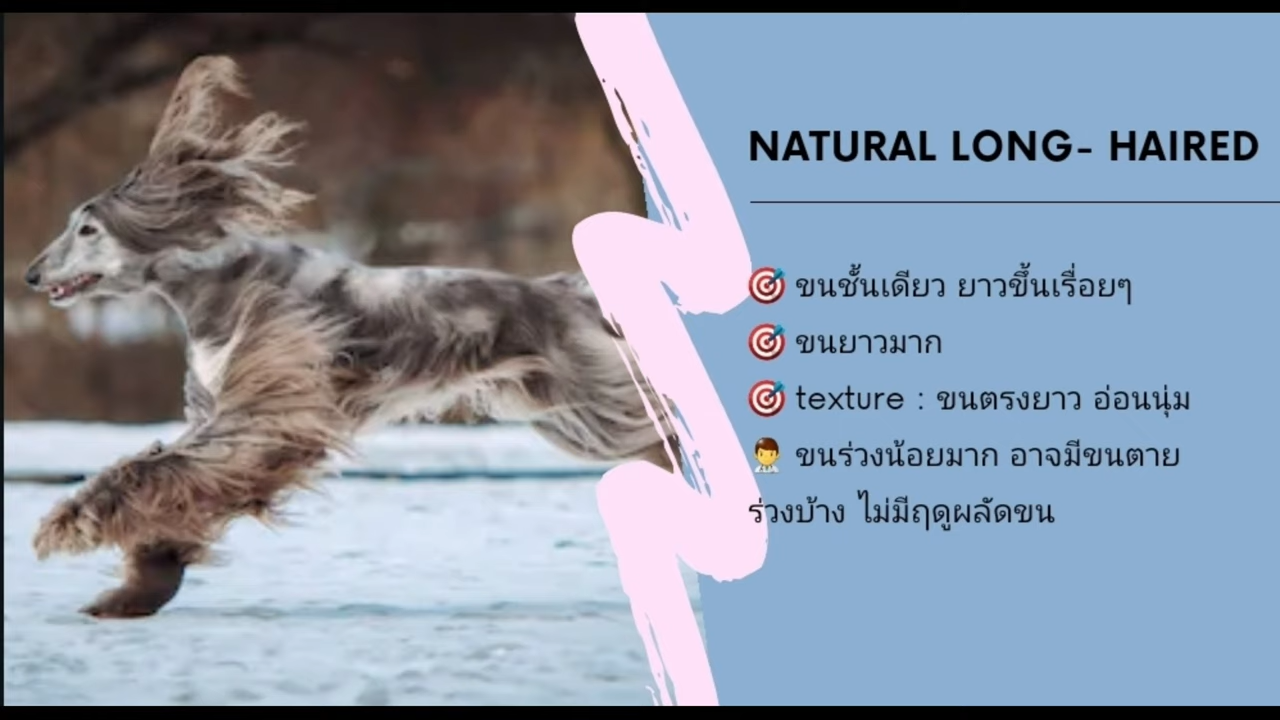 NATURAL LONG- HAIRED
🎯 ขนชั้นเดียว ยาวขึ้นเรื่อยๆ
🎯 ขนยาวมาก
🎯 texture : ขนตรงยาว อ่อนนุ่ม
👨‍⚕️ ขนร่วงน้อยมาก อาจมีขนตาย
ร่วงบ้าง ไม่มีฤดูผลัดขน